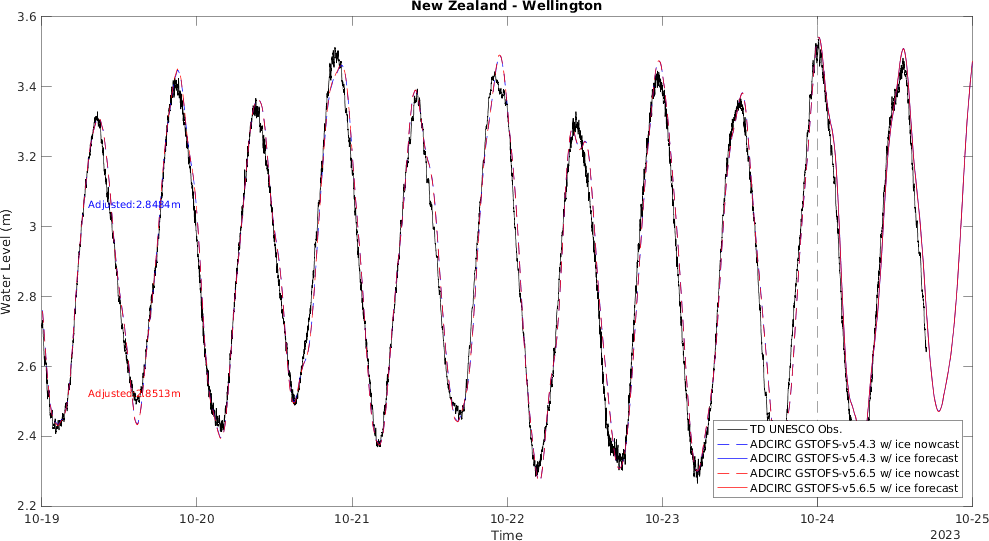 New Zealand - Wellington
3.6
3.4
3.2
3
2.8
2.6
2.4
2.2
Water Level (m)
Adjusted:2.8484m
Adjusted:2.8513m
TD UNESCO Obs.
ADCIRC GSTOFS-v5.4.3 w/ ice nowcast
ADCIRC GSTOFS-v5.4.3 w/ ice forecast
ADCIRC GSTOFS-v5.6.5 w/ ice nowcast
ADCIRC GSTOFS-v5.6.5 w/ ice forecast
10-19 10-20 10-21 10-22 10-23 10-24 10-25
Time
2023